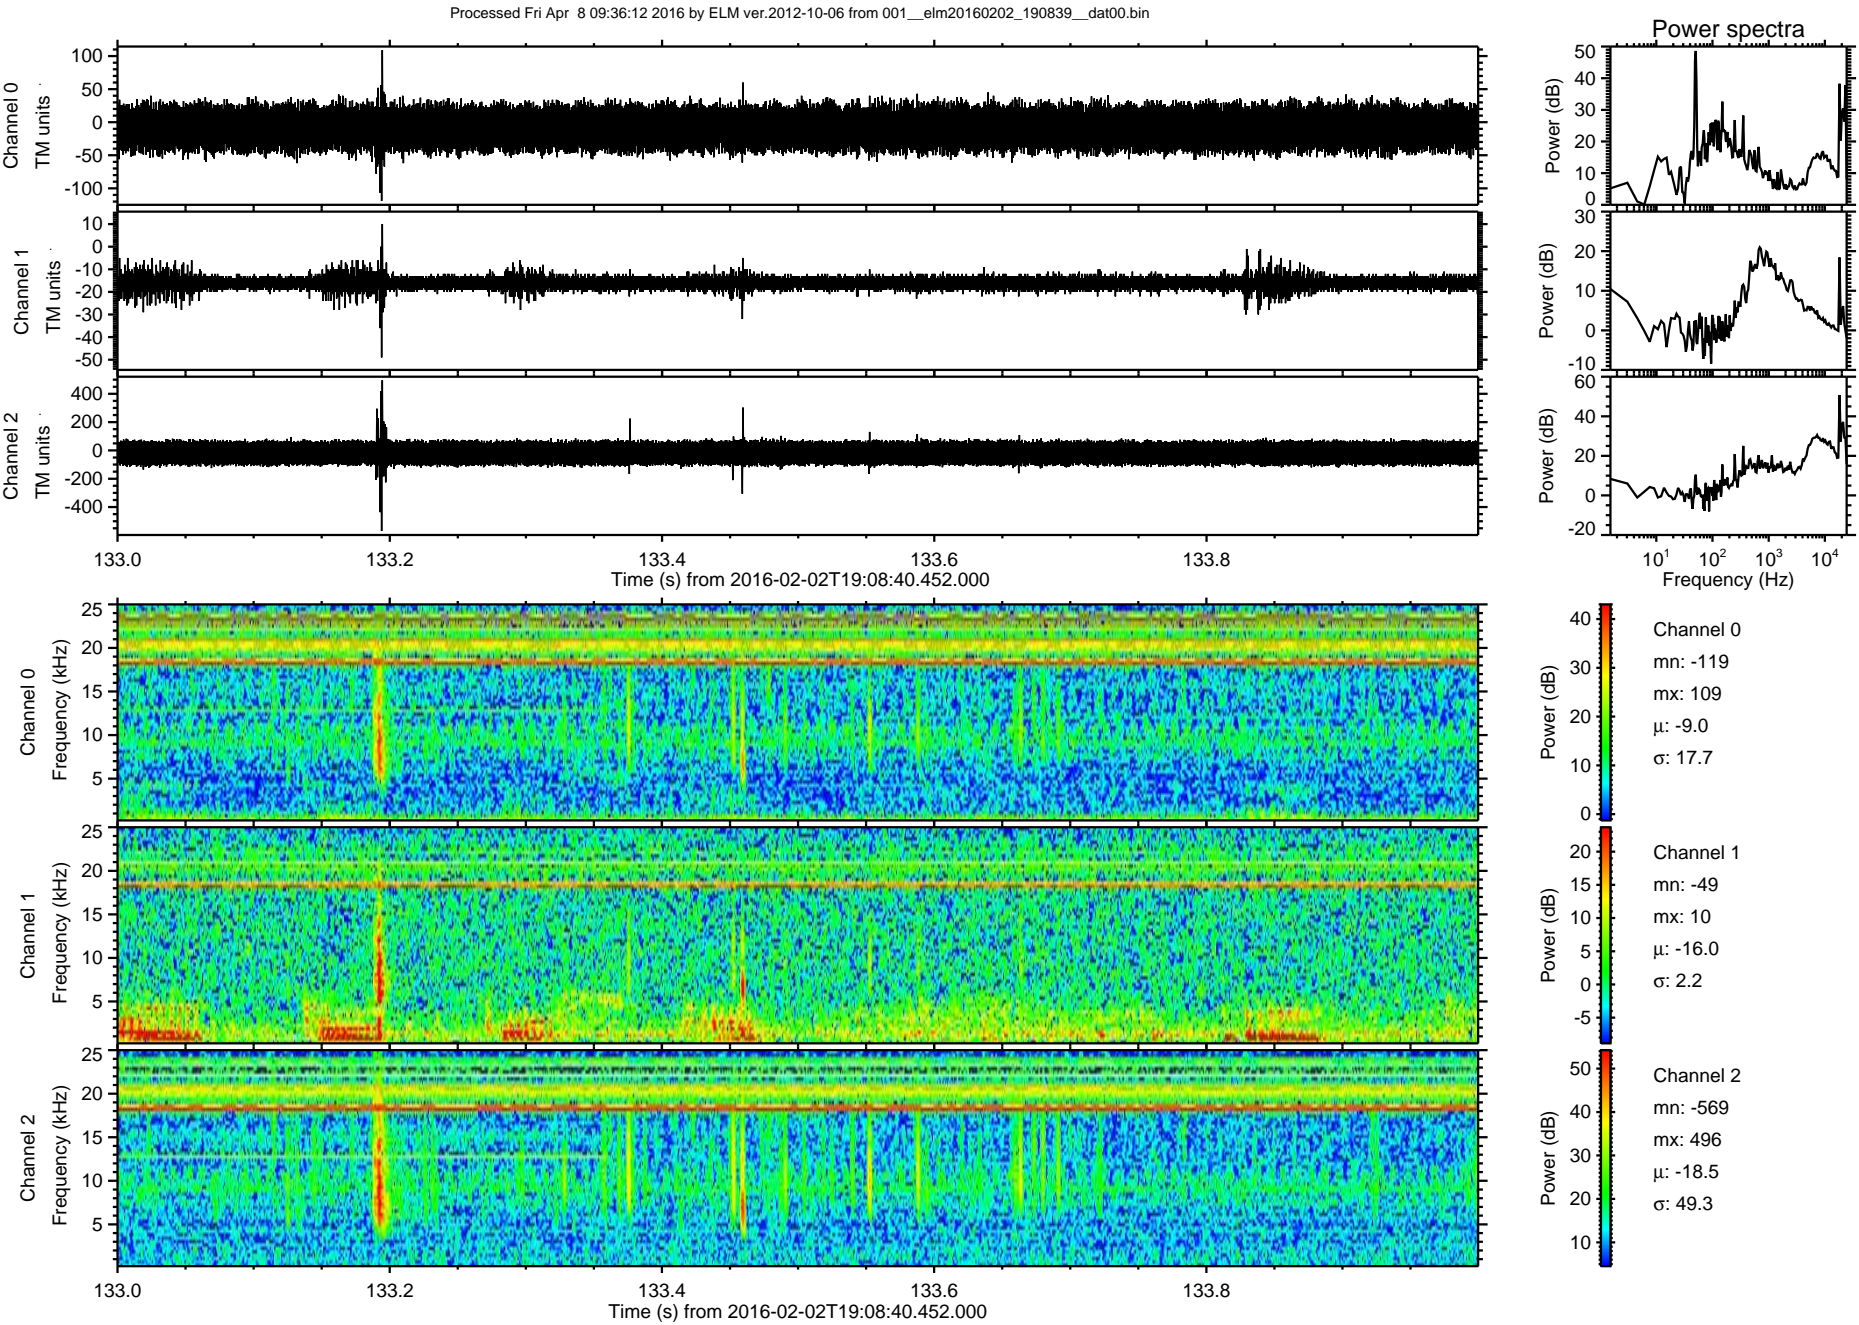 Processed Fri Apr  8 09:36:12 2016 by ELM ver.2012-10-06 from 001__elm20160202_190839__dat00.bin
Power spectra
Channel 0
TM units
100
50
0
-50
-100
Power (dB)
50
40
30
20
10
0
Channel 1
TM units
10
0
-10
-20
-30
-40
-50
Power (dB)
30
20
10
0
-10
Channel 2
TM units
400
200
0
-200
-400
Power (dB)
60
40
20
0
-20
133.0 133.2 133.4 133.6 133.8
Time (s) from 2016-02-02T19:08:40.452.000
10¹ 10² 10³ 10⁴
Frequency (Hz)
Channel 0
Frequency (kHz)
25
20
15
10
5
Power (dB)
40
30
20
10
0
Channel 0
mn: -119
mx: 109
μ: -9.0
σ: 17.7
Channel 1
Frequency (kHz)
25
20
15
10
5
Power (dB)
20
15
10
5
0
-5
Channel 1
mn: -49
mx: 10
μ: -16.0
σ: 2.2
Channel 2
Frequency (kHz)
25
20
15
10
5
Power (dB)
50
40
30
20
10
Channel 2
mn: -569
mx: 496
μ: -18.5
σ: 49.3
133.0 133.2 133.4 133.6 133.8
Time (s) from 2016-02-02T19:08:40.452.000